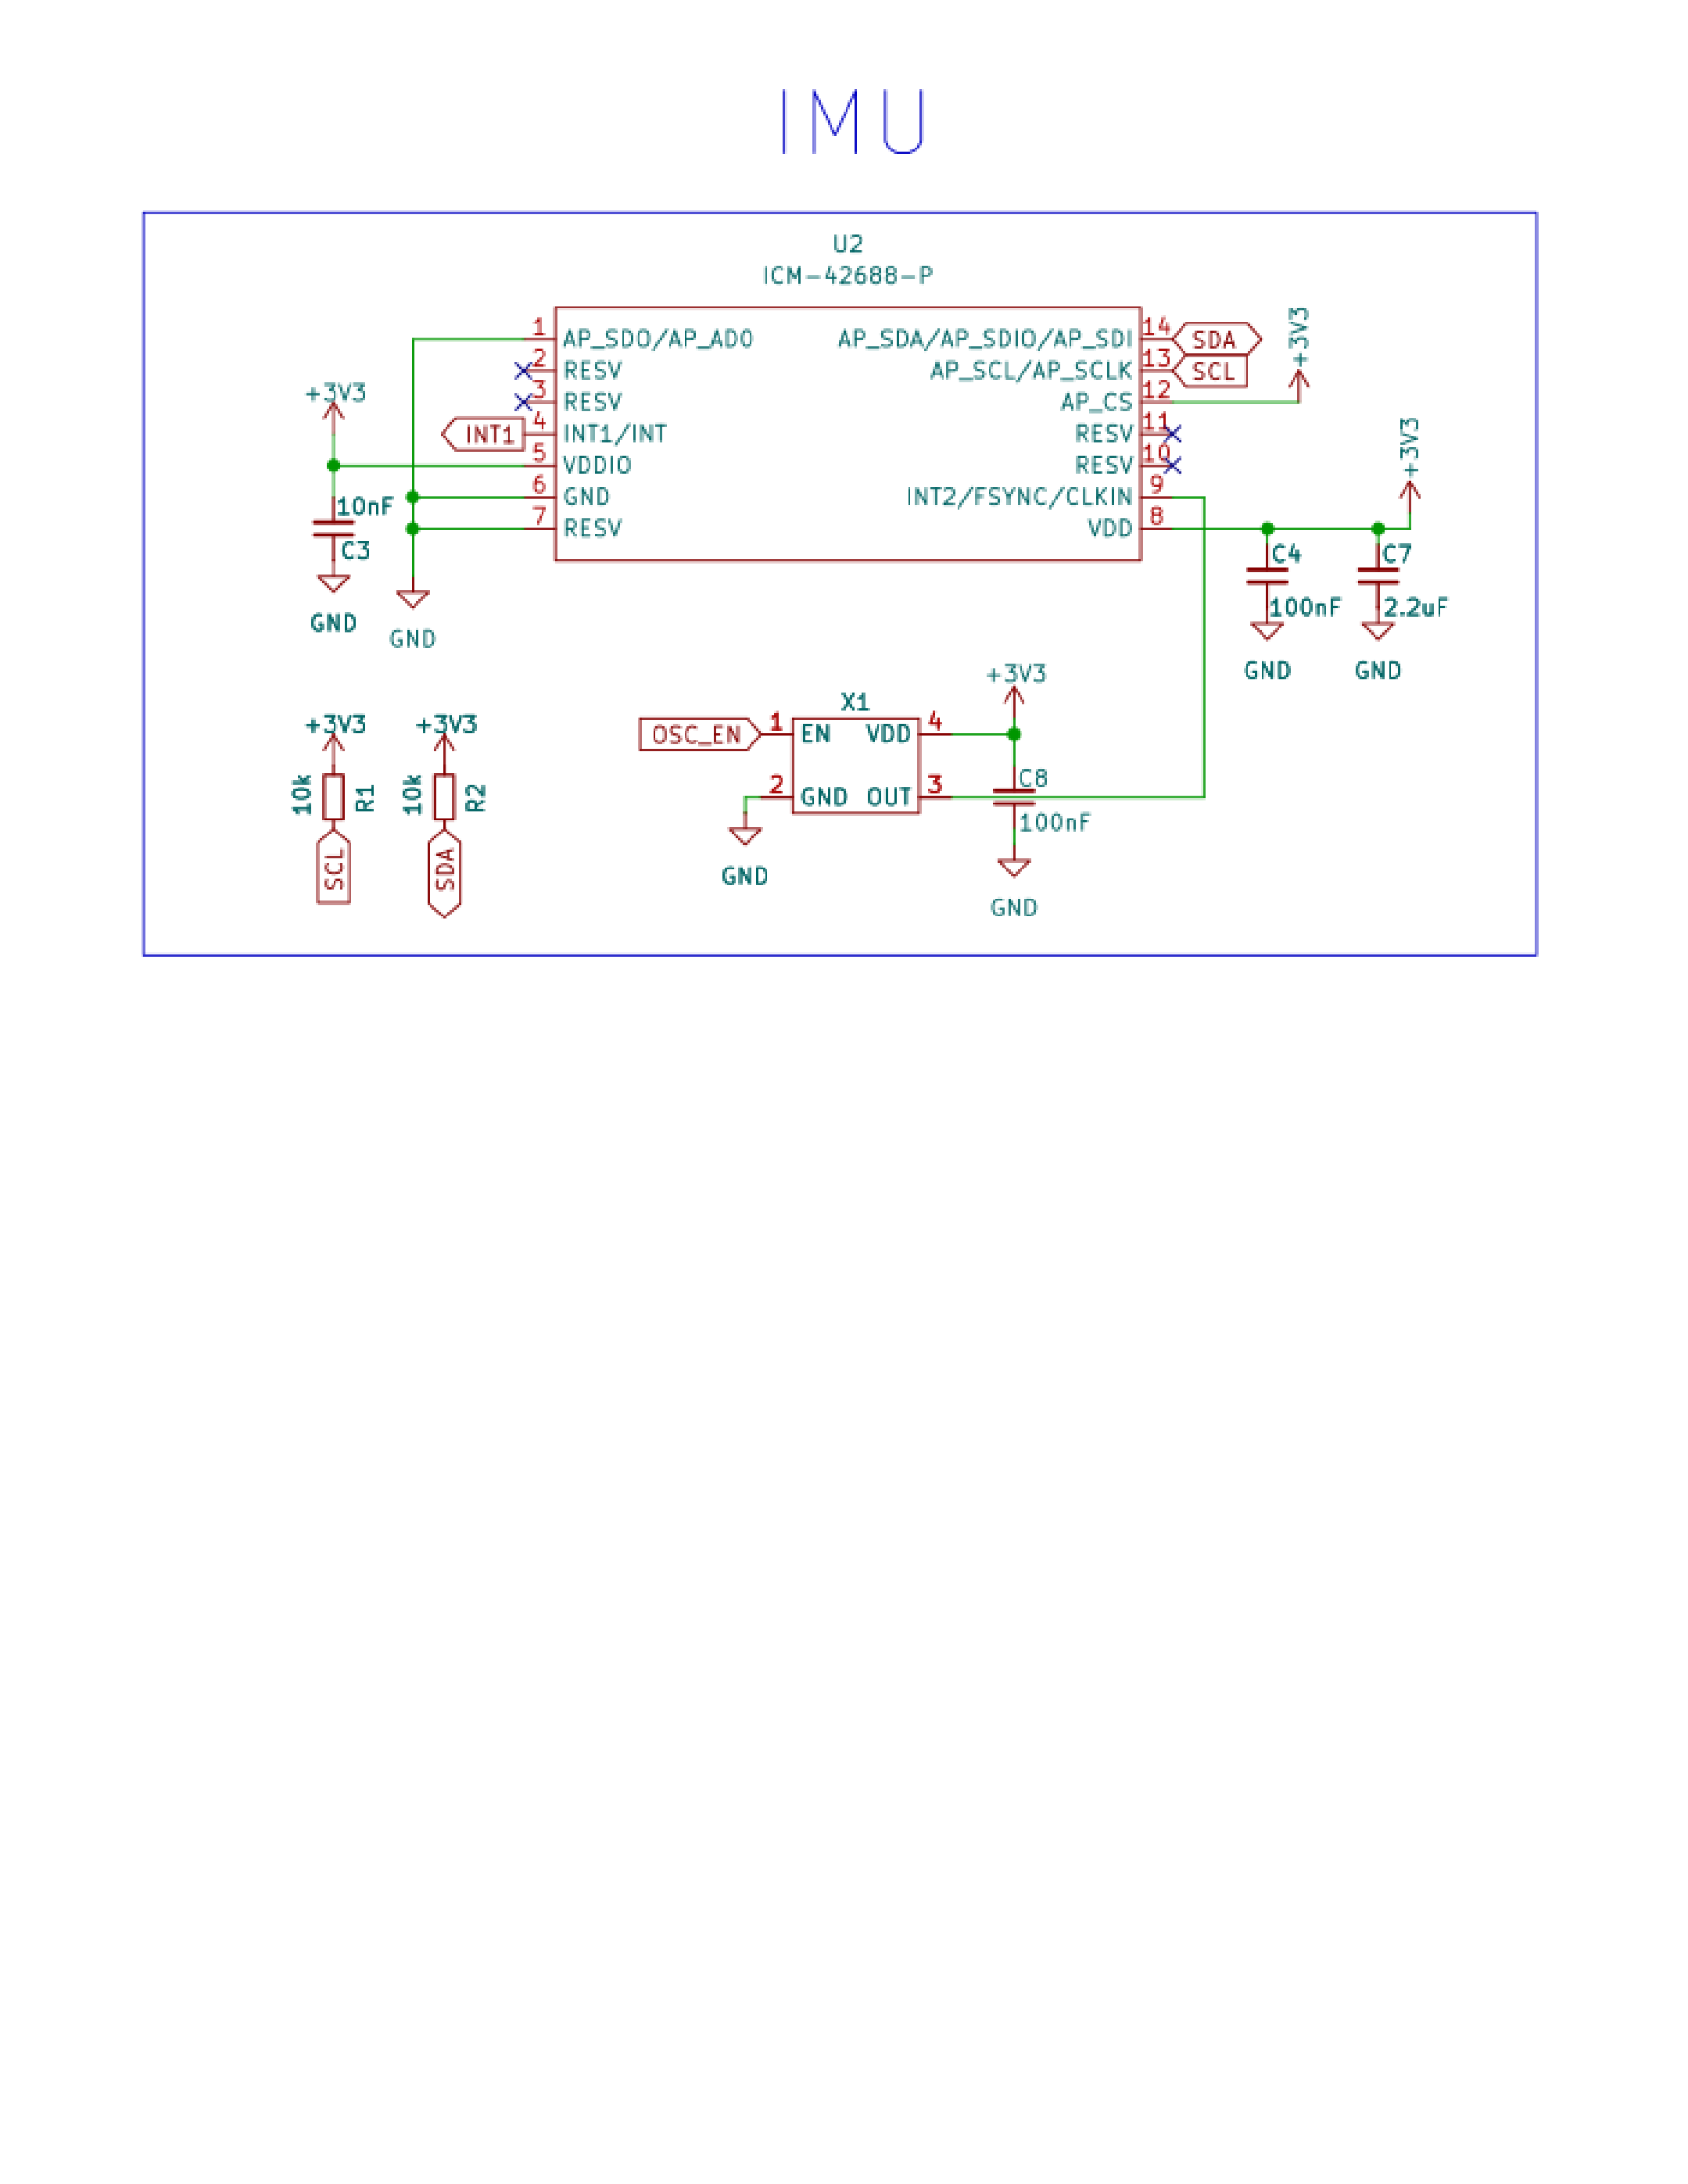 IMU
U2
ICM-42688-P
1
AP_SDO/AP_AD0
2
RESV
3
RESV
INT1
4
INT1/INT
5
VDDIO
6
GND
7
RESV
AP_SDA/AP_SDIO/AP_SDI
14
SDA
AP_SCL/AP_SCLK
13
SCL
AP_CS
12
+3V3
RESV
11
RESV
10
INT2/FSYNC/CLKIN
9
VDD
8
+3V3
+3V3
10nF
C3
GND
GND
C4
100nF
GND
C7
2.2uF
GND
+3V3
10k
R1
SCL
+3V3
10k
R2
SDA
X1
OSC_EN
1
EN
VDD
4
2
GND
OUT
3
GND
+3V3
C8
100nF
GND